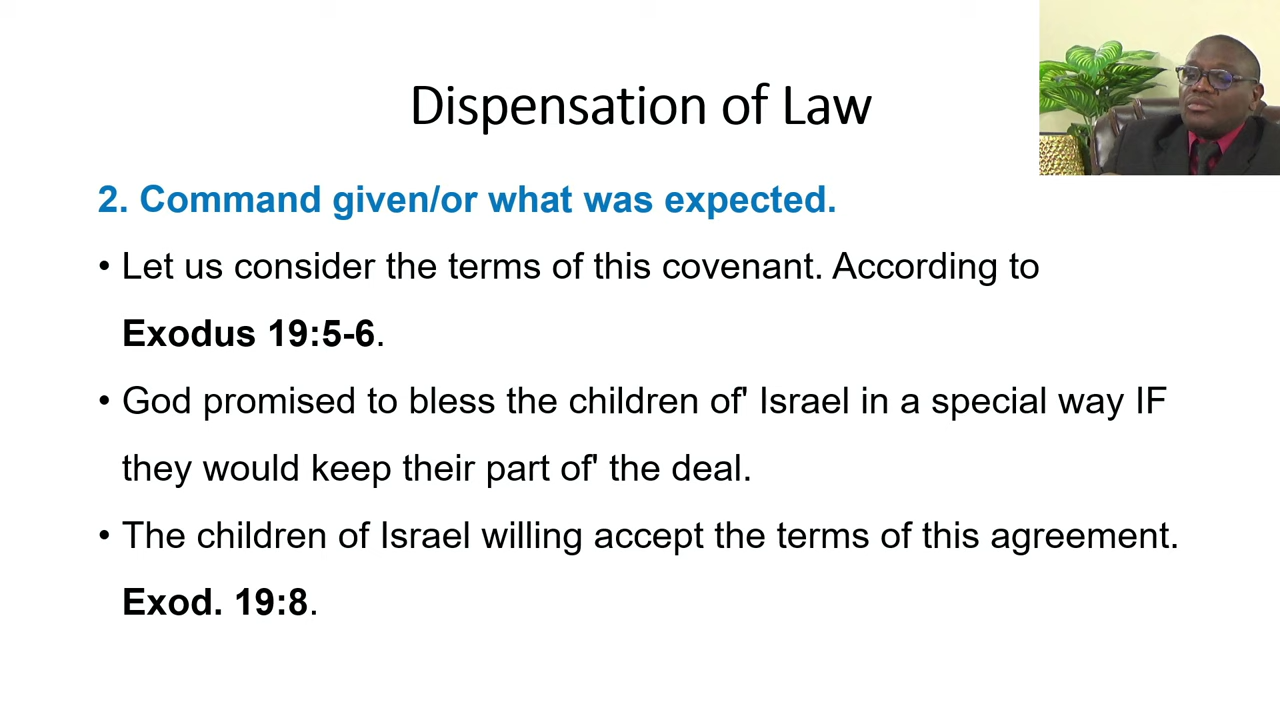 Dispensation of Law
2. Command given/or what was expected.
• Let us consider the terms of this covenant. According to
Exodus 19:5-6.
• God promised to bless the children of' Israel in a special way IF
they would keep their part of' the deal.
• The children of Israel willing accept the terms of this agreement.
Exod. 19:8.